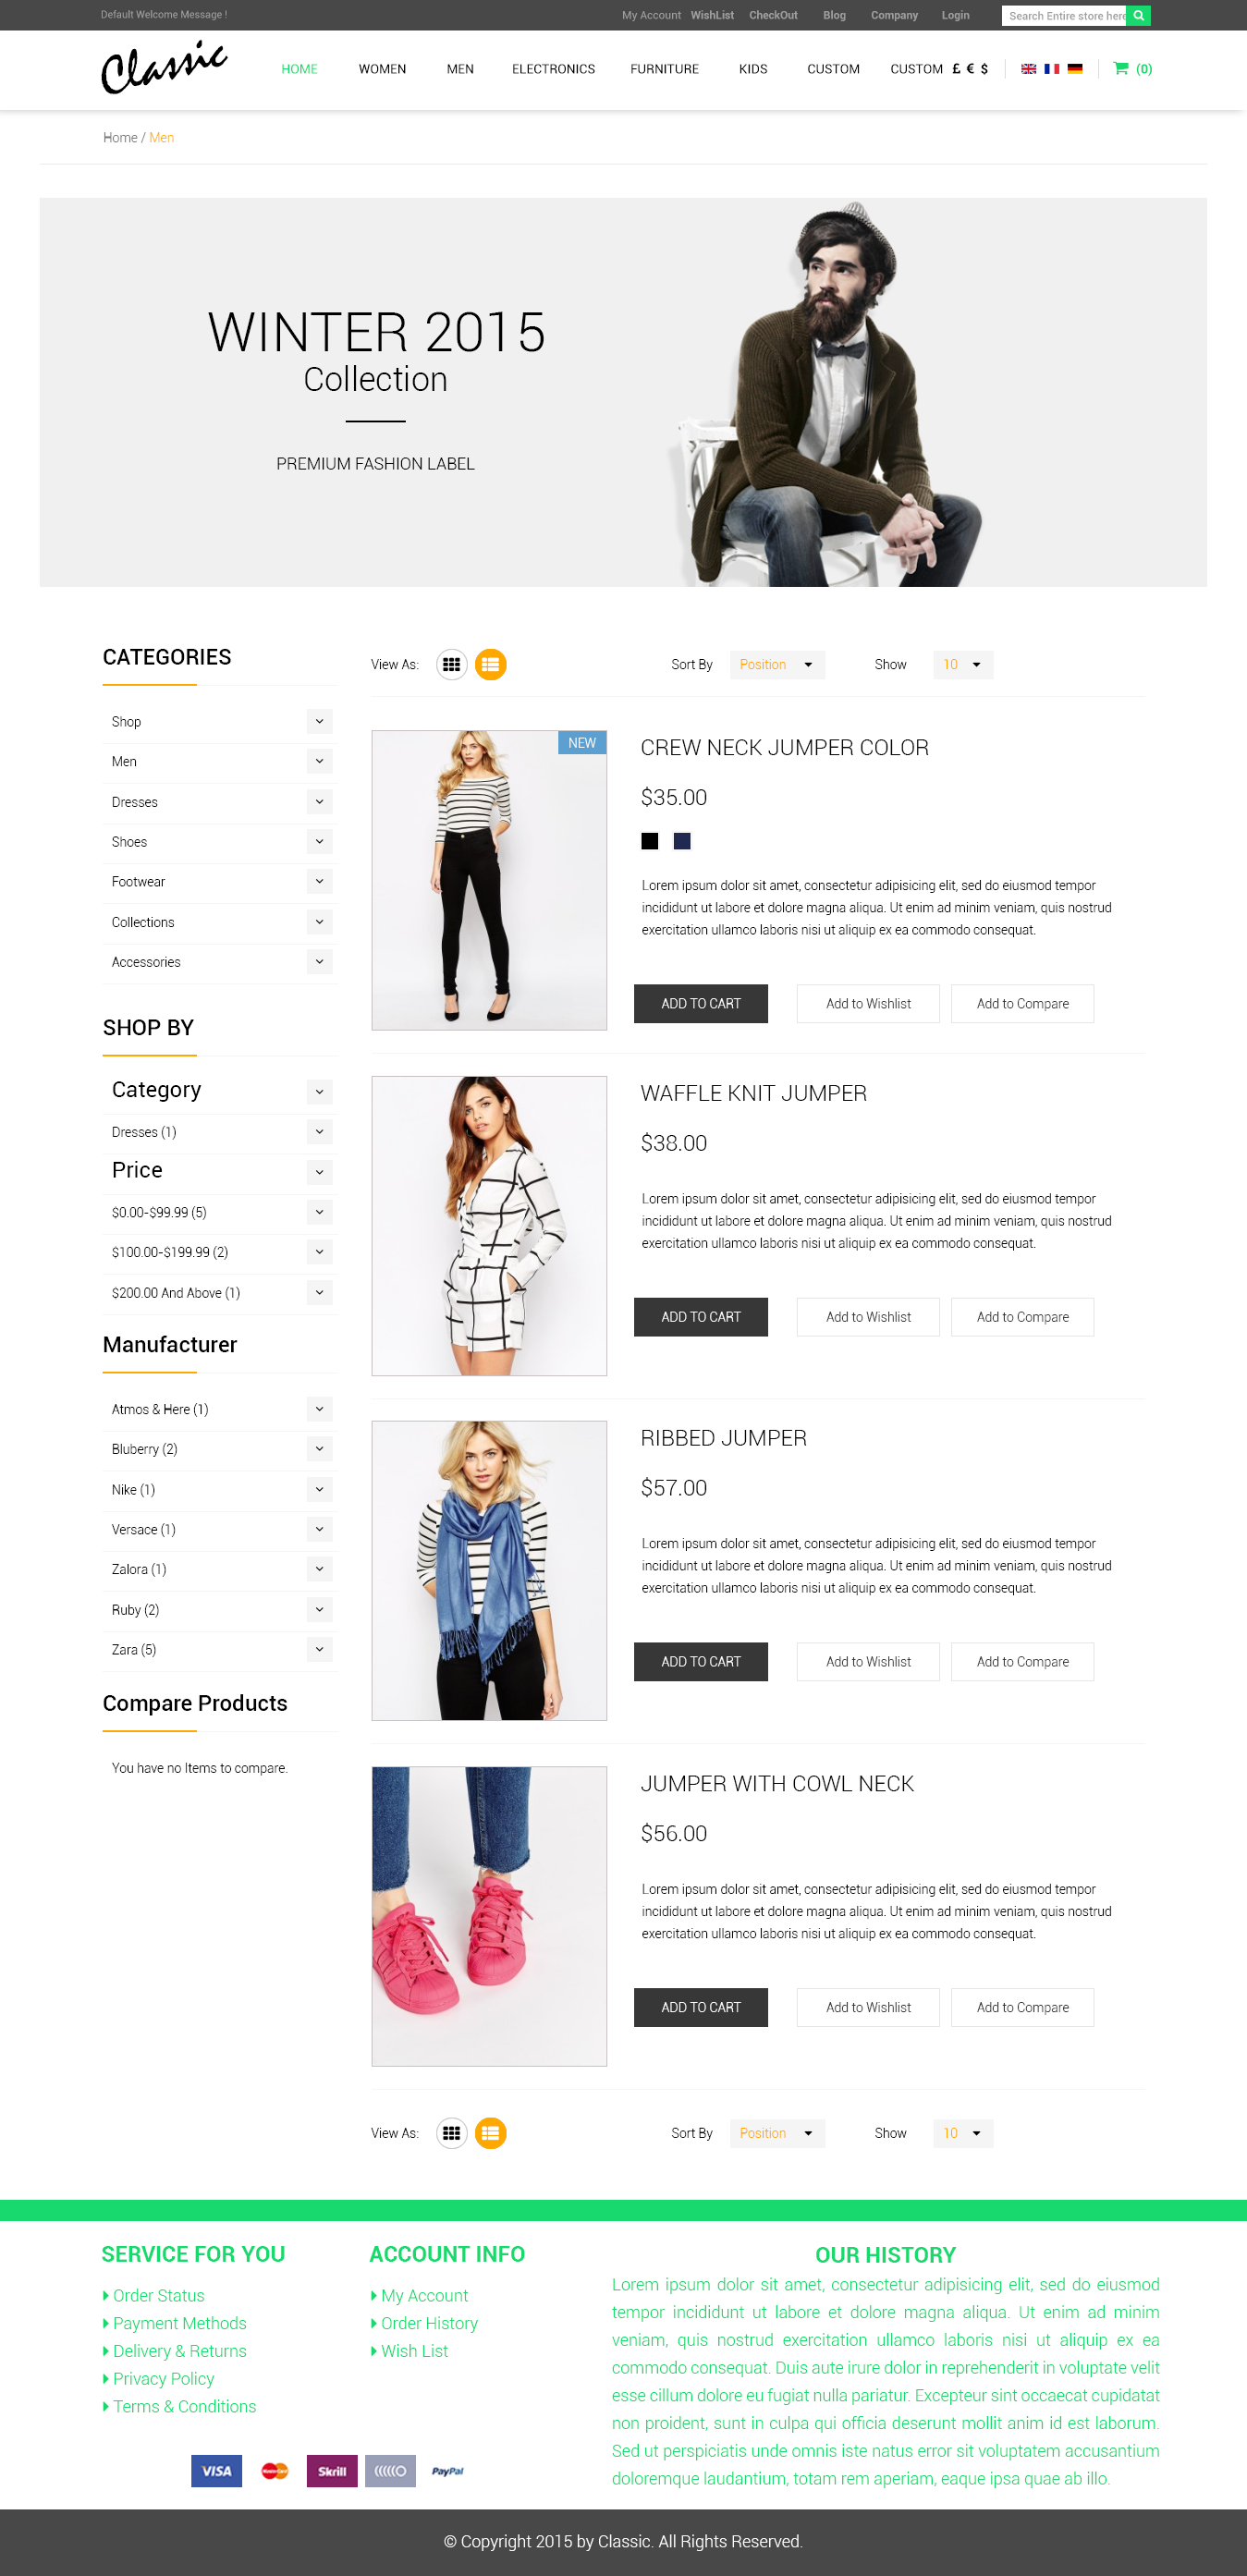 Default Welcome Message !
My Account WishList CheckOut Blog Company Login Search Entire store here
Classic
HOME WOMEN MEN ELECTRONICS FURNITURE KIDS CUSTOM CUSTOM £ € $ (0)
Home / Men
WINTER 2015
Collection
PREMIUM FASHION LABEL
CATEGORIES
Shop
Men
Dresses
Shoes
Footwear
Collections
Accessories
SHOP BY
Category
Dresses (1)
Price
$0.00-$99.99 (5)
$100.00-$199.99 (2)
$200.00 And Above (1)
Manufacturer
Atmos & Here (1)
Bluberry (2)
Nike (1)
Versace (1)
Zalora (1)
Ruby (2)
Zara (5)
Compare Products
You have no Items to compare.
View As: Sort By Position Show 10
NEW
CREW NECK JUMPER COLOR
$35.00
Lorem ipsum dolor sit amet, consectetur adipisicing elit, sed do eiusmod tempor
incididunt ut labore et dolore magna aliqua. Ut enim ad minim veniam, quis nostrud
exercitation ullamco laboris nisi ut aliquip ex ea commodo consequat.
ADD TO CART Add to Wishlist Add to Compare
WAFFLE KNIT JUMPER
$38.00
Lorem ipsum dolor sit amet, consectetur adipisicing elit, sed do eiusmod tempor
incididunt ut labore et dolore magna aliqua. Ut enim ad minim veniam, quis nostrud
exercitation ullamco laboris nisi ut aliquip ex ea commodo consequat.
ADD TO CART Add to Wishlist Add to Compare
RIBBED JUMPER
$57.00
Lorem ipsum dolor sit amet, consectetur adipisicing elit, sed do eiusmod tempor
incididunt ut labore et dolore magna aliqua. Ut enim ad minim veniam, quis nostrud
exercitation ullamco laboris nisi ut aliquip ex ea commodo consequat.
ADD TO CART Add to Wishlist Add to Compare
JUMPER WITH COWL NECK
$56.00
Lorem ipsum dolor sit amet, consectetur adipisicing elit, sed do eiusmod tempor
incididunt ut labore et dolore magna aliqua. Ut enim ad minim veniam, quis nostrud
exercitation ullamco laboris nisi ut aliquip ex ea commodo consequat.
ADD TO CART Add to Wishlist Add to Compare
View As: Sort By Position Show 10
SERVICE FOR YOU
Order Status
Payment Methods
Delivery & Returns
Privacy Policy
Terms & Conditions
ACCOUNT INFO
My Account
Order History
Wish List
VISA MasterCard Skrill PayPal
OUR HISTORY
Lorem ipsum dolor sit amet, consectetur adipisicing elit, sed do eiusmod
tempor incididunt ut labore et dolore magna aliqua. Ut enim ad minim
veniam, quis nostrud exercitation ullamco laboris nisi ut aliquip ex ea
commodo consequat. Duis aute irure dolor in reprehenderit in voluptate velit
esse cillum dolore eu fugiat nulla pariatur. Excepteur sint occaecat cupidatat
non proident, sunt in culpa qui officia deserunt mollit anim id est laborum.
Sed ut perspiciatis unde omnis iste natus error sit voluptatem accusantium
doloremque laudantium, totam rem aperiam, eaque ipsa quae ab illo.
© Copyright 2015 by Classic. All Rights Reserved.